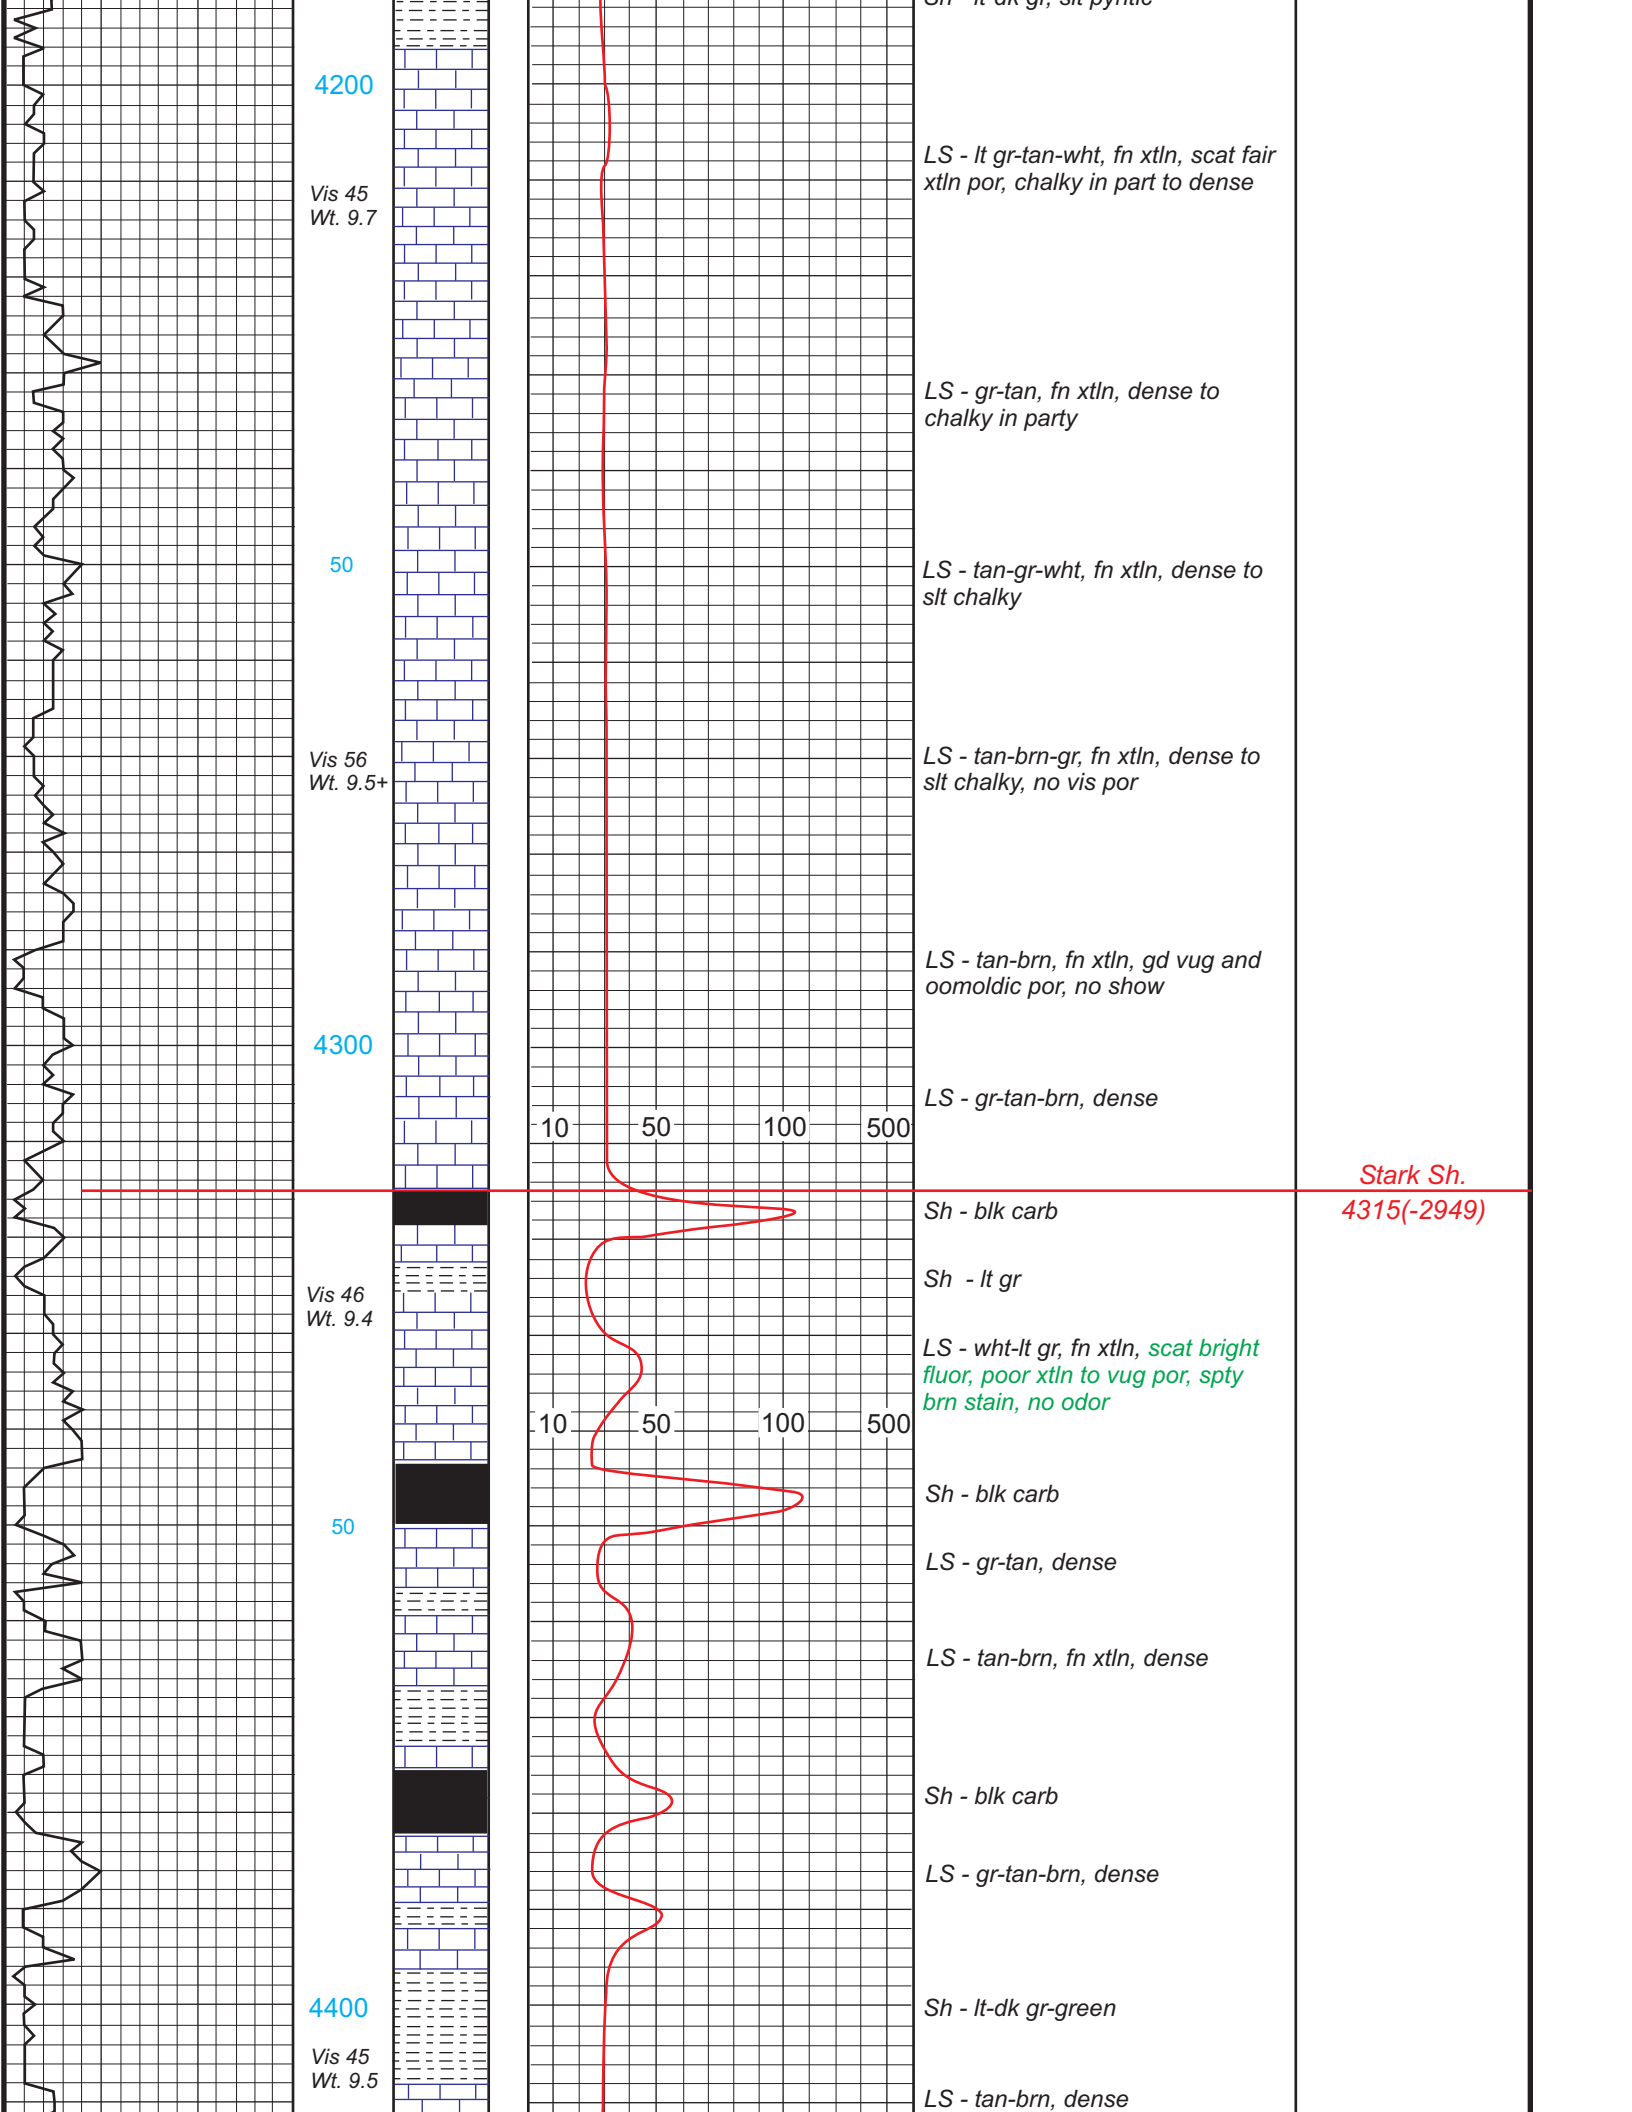 Sh - lt-dk gr, slt pyritic
4200
LS - lt gr-tan-wht, fn xtln, scat fair
xtln por, chalky in part to dense
Vis 45
Wt. 9.7
LS - gr-tan, fn xtln, dense to
chalky in party
50
LS - tan-gr-wht, fn xtln, dense to
slt chalky
Vis 56
Wt. 9.5+
LS - tan-brn-gr, fn xtln, dense to
slt chalky, no vis por
LS - tan-brn, fn xtln, gd vug and
oomoldic por, no show
4300
LS - gr-tan-brn, dense
10 50 100 500
Stark Sh.
4315(-2949)
Sh - blk carb
Sh - lt gr
Vis 46
Wt. 9.4
LS - wht-lt gr, fn xtln, scat bright
fluor, poor xtln to vug por, spty
brn stain, no odor
10 50 100 500
Sh - blk carb
50
LS - gr-tan, dense
LS - tan-brn, fn xtln, dense
Sh - blk carb
LS - gr-tan-brn, dense
4400
Sh - lt-dk gr-green
Vis 45
Wt. 9.5
LS - tan-brn, dense